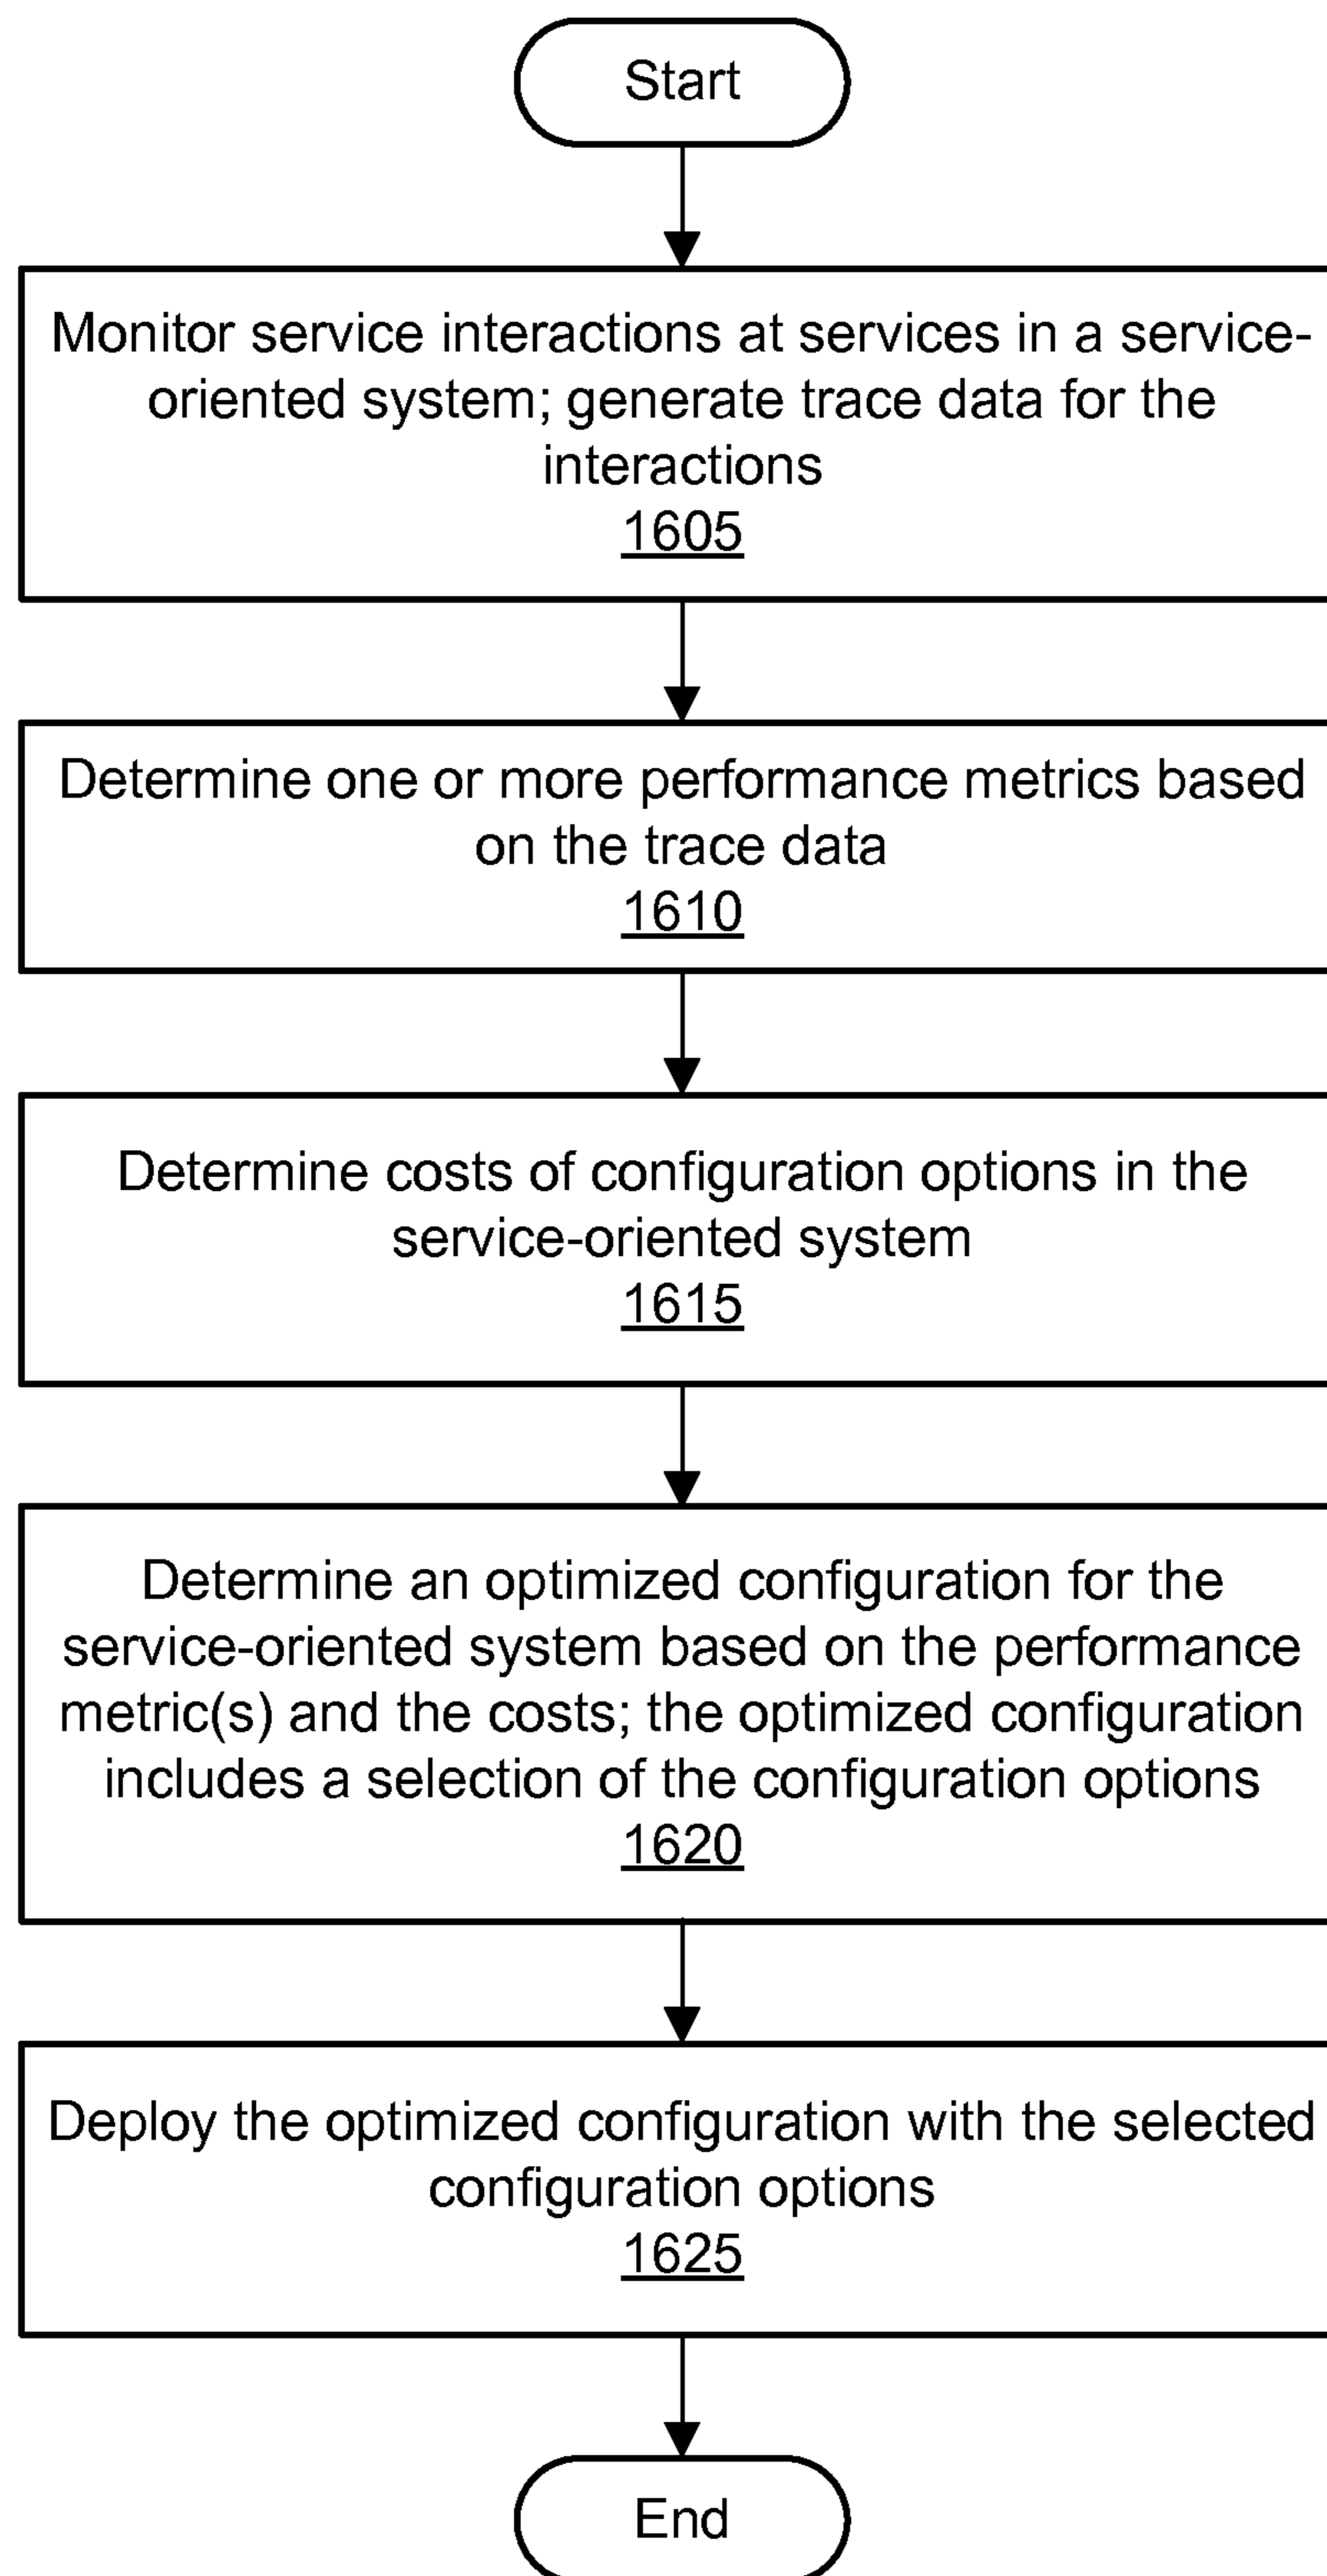 Start
Monitor service interactions at services in a service-
oriented system; generate trace data for the
interactions
1605
Determine one or more performance metrics based
on the trace data
1610
Determine costs of configuration options in the
service-oriented system
1615
Determine an optimized configuration for the
service-oriented system based on the performance
metric(s) and the costs; the optimized configuration
includes a selection of the configuration options
1620
Deploy the optimized configuration with the selected
configuration options
1625
End